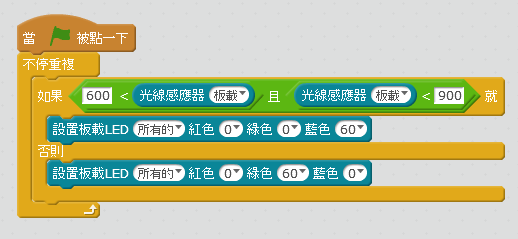 當 被點一下
不停重複
如果 600 < 光線感應器 板載 且 光線感應器 板載 < 900 就
設置板載LED 所有的 紅色 0 綠色 0 藍色 60
否則
設置板載LED 所有的 紅色 0 綠色 60 藍色 0